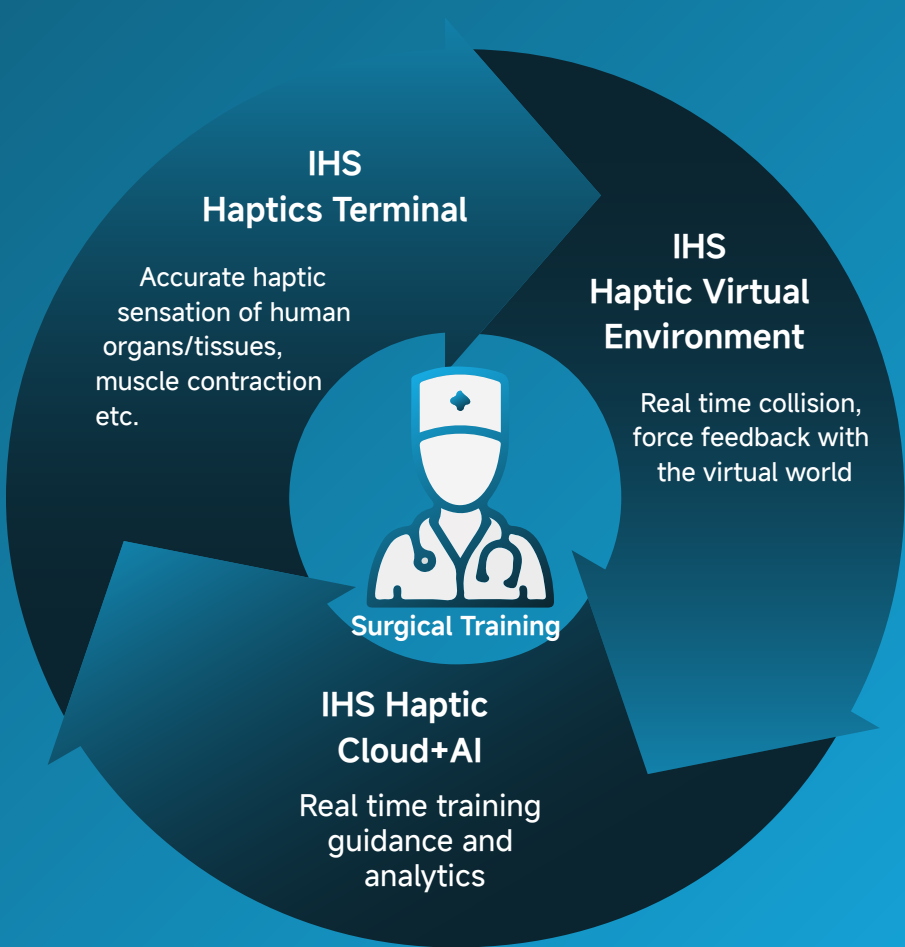 IHS
Haptics Terminal
Accurate haptic
sensation of human
organs/tissues,
muscle contraction
etc.
IHS
Haptic Virtual
Environment
Real time collision,
force feedback with
the virtual world
Surgical Training
IHS Haptic
Cloud+AI
Real time training
guidance and
analytics